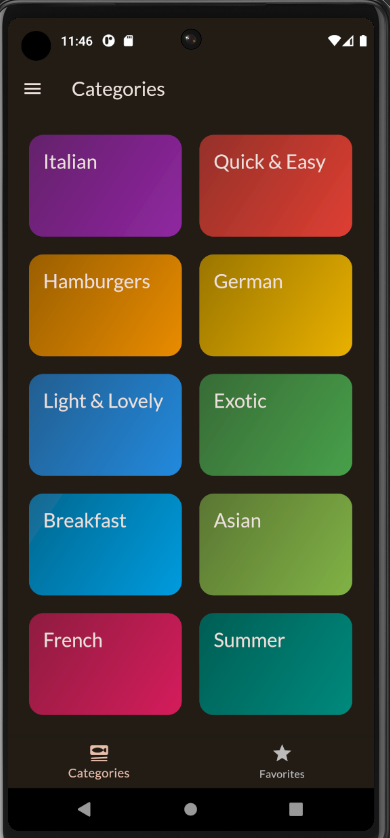 11:46
Categories
Italian
Quick & Easy
Hamburgers
German
Light & Lovely
Exotic
Breakfast
Asian
French
Summer
Categories
Favorites